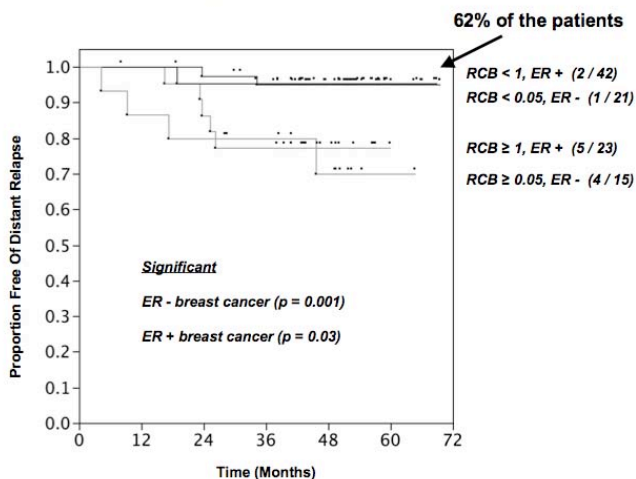 62% of the patients
RCB < 1, ER + (2 / 42)
RCB < 0.05, ER - (1 / 21)
RCB ≥ 1, ER + (5 / 23)
RCB ≥ 0.05, ER - (4 / 15)
Proportion Free Of Distant Relapse
1.0
0.9
0.8
0.7
0.6
0.5
0.4
0.3
0.2
0.1
0.0
Significant
ER - breast cancer (p = 0.001)
ER + breast cancer (p = 0.03)
0 12 24 36 48 60 72
Time (Months)